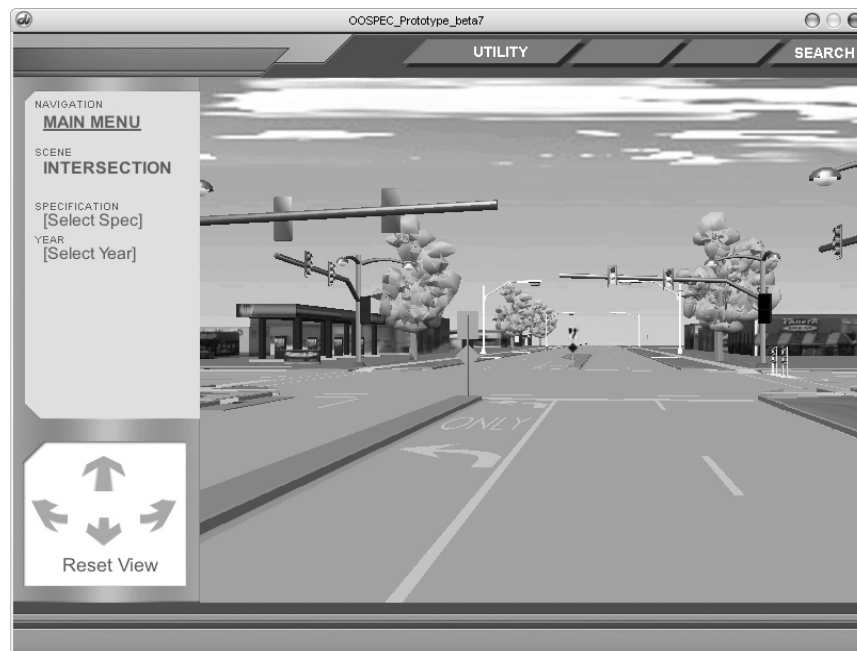 OOSPEC_Prototype_beta7
UTILITY
SEARCH
NAVIGATION
MAIN MENU
SCENE
INTERSECTION
SPECIFICATION
[Select Spec]
YEAR
[Select Year]
ONLY
Reset View